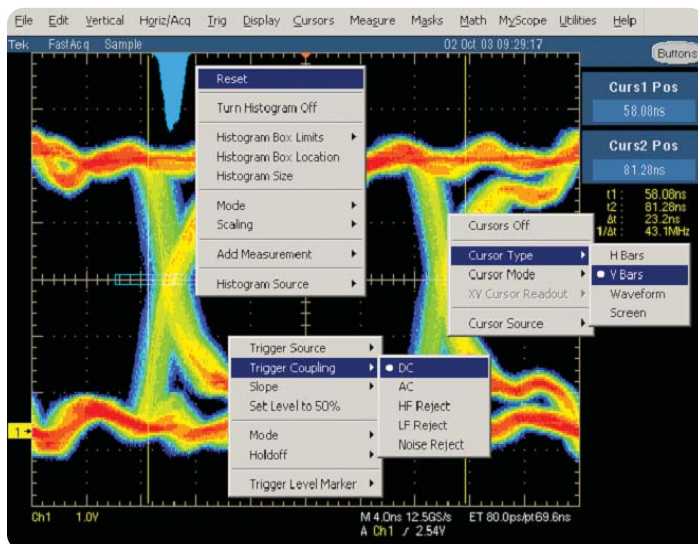 File Edit Vertical Horiz/Acq Trig Display Cursors Measure Masks Math MyScope Utilities Help
Tek FastAcq Sample 02 Oct 03 09:29:17
Buttons
Curs1 Pos
58.08ns
Curs2 Pos
81.28ns
t1: 58.08ns
t2: 81.28ns
Δt: 23.2ns
1/Δt: 43.1MHz
Reset
Turn Histogram Off
Histogram Box Limits
Histogram Box Location
Histogram Size
Mode
Scaling
Add Measurement
Histogram Source
Cursors Off
Cursor Type
Cursor Mode
XY Cursor Readout
Cursor Source
H Bars
V Bars
Waveform
Screen
Trigger Source
Trigger Coupling
Slope
Set Level to 50%
Mode
Holdoff
Trigger Level Marker
DC
AC
HF Reject
LF Reject
Noise Reject
1
Ch1 1.0V M 4.0ns 12.5GS/s ET 80.0ps/pt69.6ns
A Ch1 2.54V